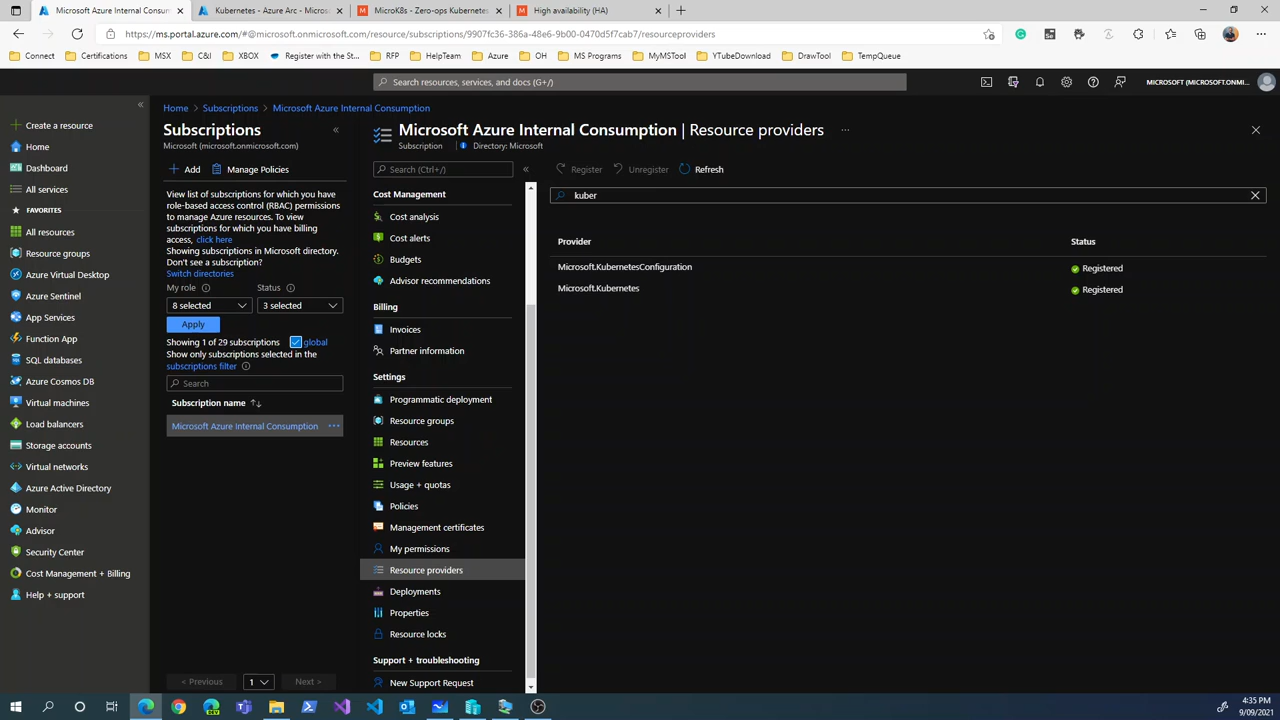 Microsoft Azure Internal Consum
Kubernetes - Azure Arc - Micros
MicroK8s - Zero-ops Kubernetes
High availability (HA)
https://ms.portal.azure.com/#@microsoft.onmicrosoft.com/resource/subscriptions/9907fc36-386a-48e6-9b00-0470d5f7cab7/resourceproviders
Connect
Certifications
MSX
C&I
XBOX
Register with the St...
RFP
HelpTeam
Azure
OH
MS Programs
MyMSTool
YTubeDownload
DrawTool
TempQueue
Search resources, services, and docs (G+/)
MICROSOFT (MICROSOFT.ONMI...
Create a resource
Home
Dashboard
All services
FAVORITES
All resources
Resource groups
Azure Virtual Desktop
Azure Sentinel
App Services
Function App
SQL databases
Azure Cosmos DB
Virtual machines
Load balancers
Storage accounts
Virtual networks
Azure Active Directory
Monitor
Advisor
Security Center
Cost Management + Billing
Help + support
Home > Subscriptions > Microsoft Azure Internal Consumption
Subscriptions
Microsoft (microsoft.onmicrosoft.com)
Add
Manage Policies
View list of subscriptions for which you have
role-based access control (RBAC) permissions
to manage Azure resources. To view
subscriptions for which you have billing
access, click here
Showing subscriptions in Microsoft directory.
Don't see a subscription?
Switch directories
My role
Status
8 selected
3 selected
Apply
Showing 1 of 29 subscriptions
global
Show only subscriptions selected in the
subscriptions filter
Search
Subscription name
Microsoft Azure Internal Consumption
< Previous
1
Next >
Microsoft Azure Internal Consumption | Resource providers
Subscription
Directory: Microsoft
Search (Ctrl+/)
Cost Management
Cost analysis
Cost alerts
Budgets
Advisor recommendations
Billing
Invoices
Partner information
Settings
Programmatic deployment
Resource groups
Resources
Preview features
Usage + quotas
Policies
Management certificates
My permissions
Resource providers
Deployments
Properties
Resource locks
Support + troubleshooting
New Support Request
Register
Unregister
Refresh
kuber
Provider
Status
Microsoft.KubernetesConfiguration
Registered
Microsoft.Kubernetes
Registered
DEV
4:35 PM
9/09/2021